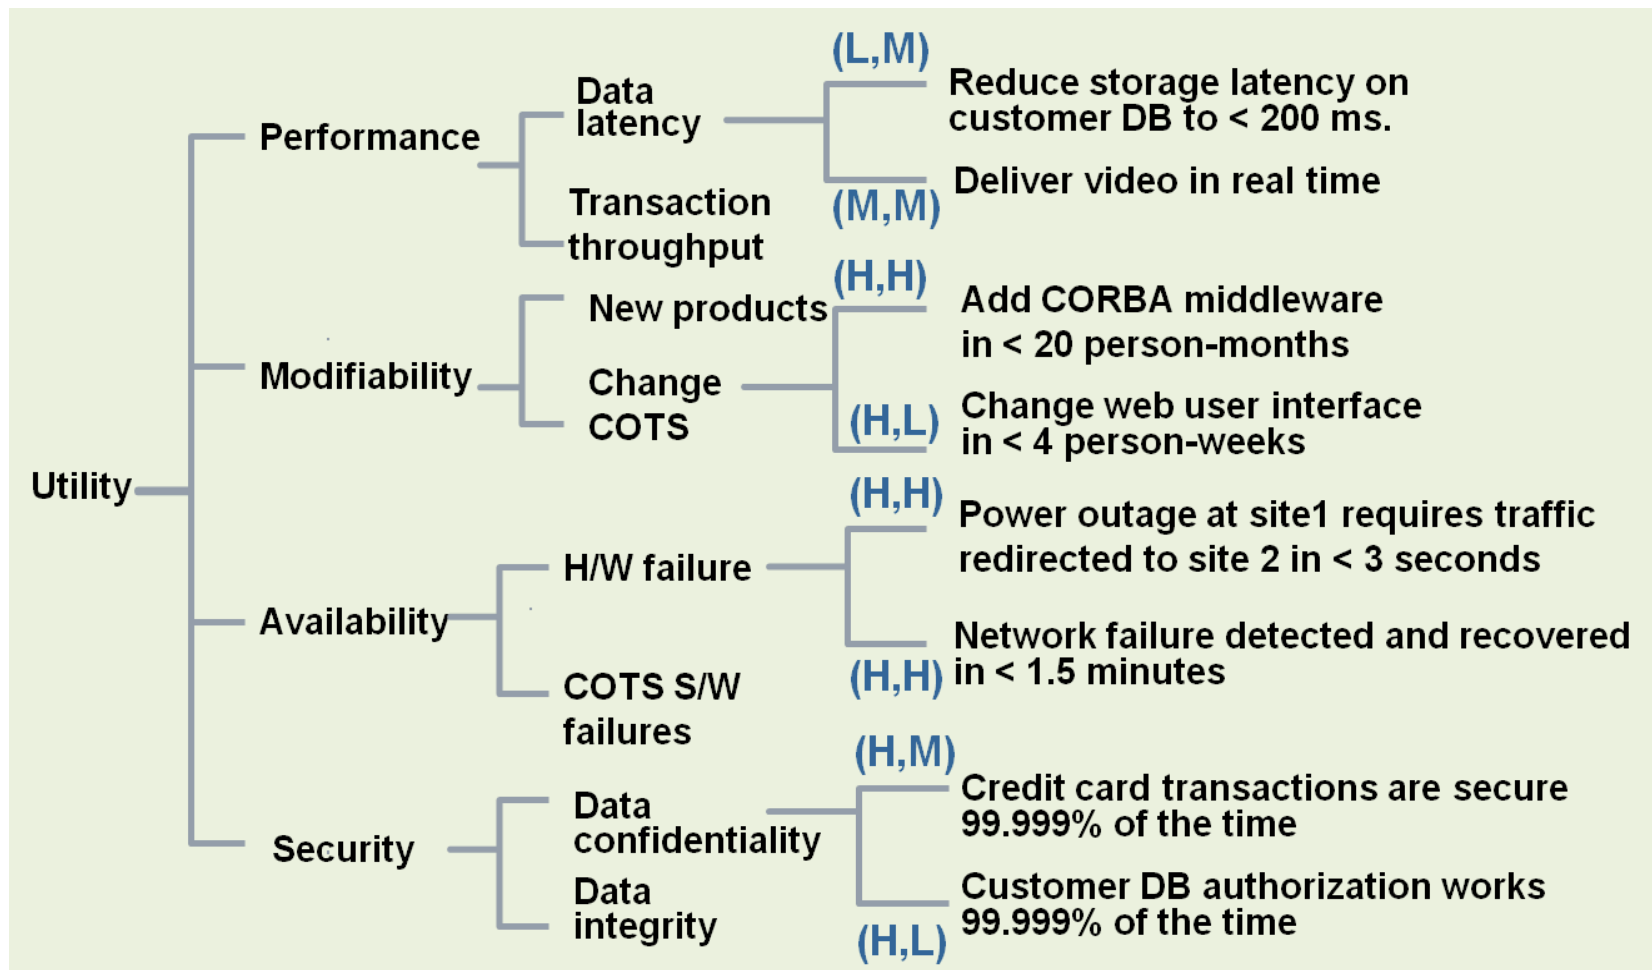 Utility
Performance
Data
latency
(L,M)
Reduce storage latency on
customer DB to < 200 ms.
Deliver video in real time
(M,M)
Transaction
throughput
Modifiability
New products
Change
COTS
(H,H)
Add CORBA middleware
in < 20 person-months
(H,L)
Change web user interface
in < 4 person-weeks
Availability
H/W failure
(H,H)
Power outage at site1 requires traffic
redirected to site 2 in < 3 seconds
Network failure detected and recovered
in < 1.5 minutes
(H,H)
COTS S/W
failures
Security
Data
confidentiality
(H,M)
Credit card transactions are secure
99.999% of the time
Customer DB authorization works
99.999% of the time
(H,L)
Data
integrity